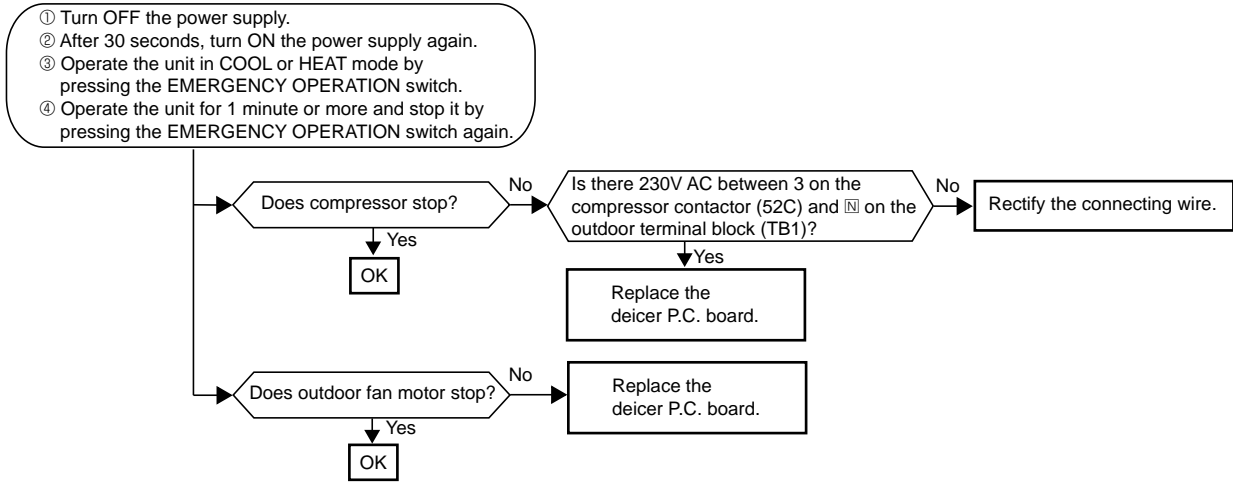 ① Turn OFF the power supply.
② After 30 seconds, turn ON the power supply again.
③ Operate the unit in COOL or HEAT mode by
pressing the EMERGENCY OPERATION switch.
④ Operate the unit for 1 minute or more and stop it by
pressing the EMERGENCY OPERATION switch again.
Does compressor stop?
No
Yes
OK
Is there 230V AC between 3 on the
compressor contactor (52C) and 🄽 on the
outdoor terminal block (TB1)?
No
Rectify the connecting wire.
Yes
Replace the
deicer P.C. board.
Does outdoor fan motor stop?
No
Replace the
deicer P.C. board.
Yes
OK